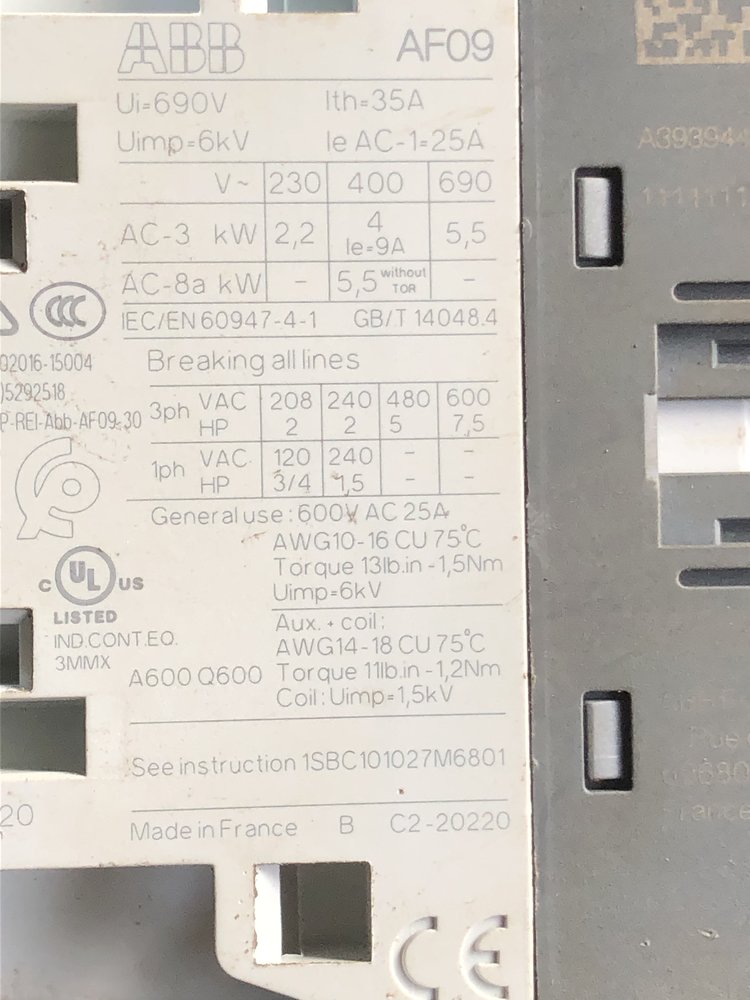 ABB AF09
Ui=690V Ith=35A
Uimp=6kV Ie AC-1=25A
V~ 230 400 690
AC-3 kW 2,2 4 Ie=9A 5,5
AC-8a kW - 5,5 without TOR -
CCC
IEC/EN 60947-4-1 GB/T 14048.4
02016-15004
)5292518
P-REI-Abb-AF09-30
Breaking all lines
3ph VAC 208 240 480 600
HP 2 2 5 7,5
1ph VAC 120 240 - -
HP 3/4 1,5 - -
General use: 600V AC 25A
AWG10-16 CU 75°C
Torque 13lb.in -1,5Nm
Uimp=6kV
C UL US
LISTED
IND.CONT.EQ.
3MMX
A600 Q600
Aux. + coil:
AWG14-18 CU 75°C
Torque 11lb.in -1,2Nm
Coil: Uimp=1,5kV
See instruction 1SBC101027M6801
20
Made in France B C2-20220
CE
A393944
1111111
Rue